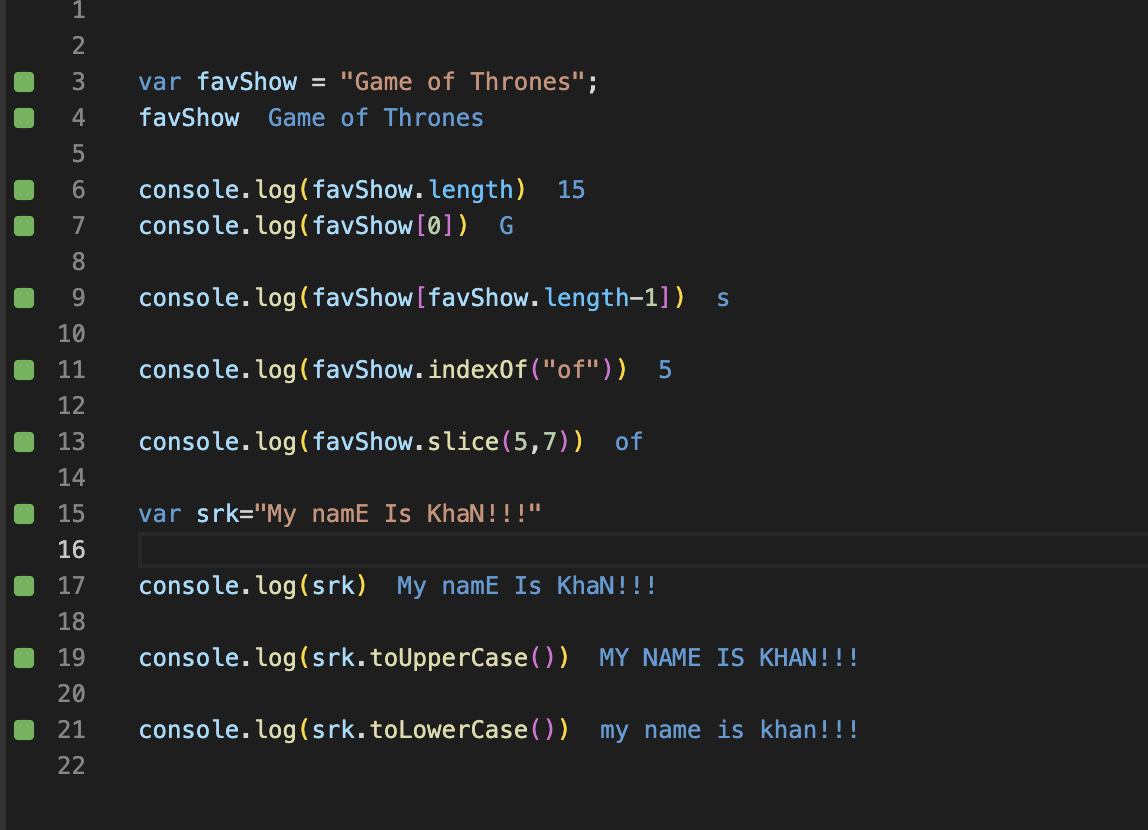 1
2
3 var favShow = "Game of Thrones";
4 favShow Game of Thrones
5
6 console.log(favShow.length) 15
7 console.log(favShow[0]) G
8
9 console.log(favShow[favShow.length-1]) s
10
11 console.log(favShow.indexOf("of")) 5
12
13 console.log(favShow.slice(5,7)) of
14
15 var srk="My namE Is KhaN!!!"
16
17 console.log(srk) My namE Is KhaN!!!
18
19 console.log(srk.toUpperCase()) MY NAME IS KHAN!!!
20
21 console.log(srk.toLowerCase()) my name is khan!!!
22